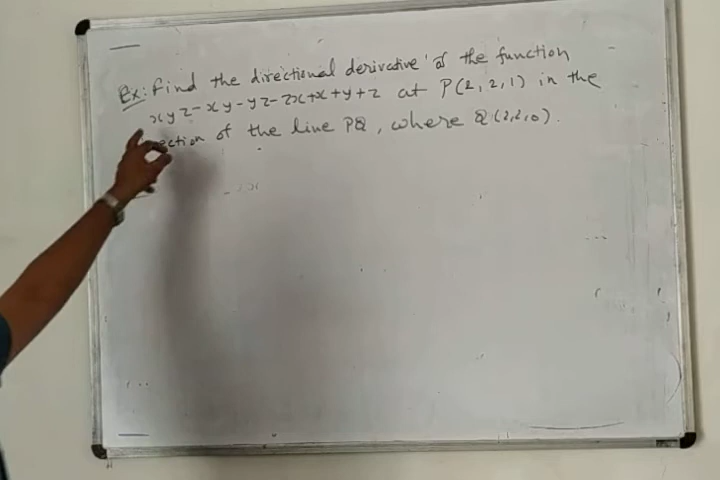 Ex: Find the directional derivative of the function
xyz-xy-yz-zx+x+y+z at P(2,2,1) in the
direction of the line PQ, where Q(2,2,0).